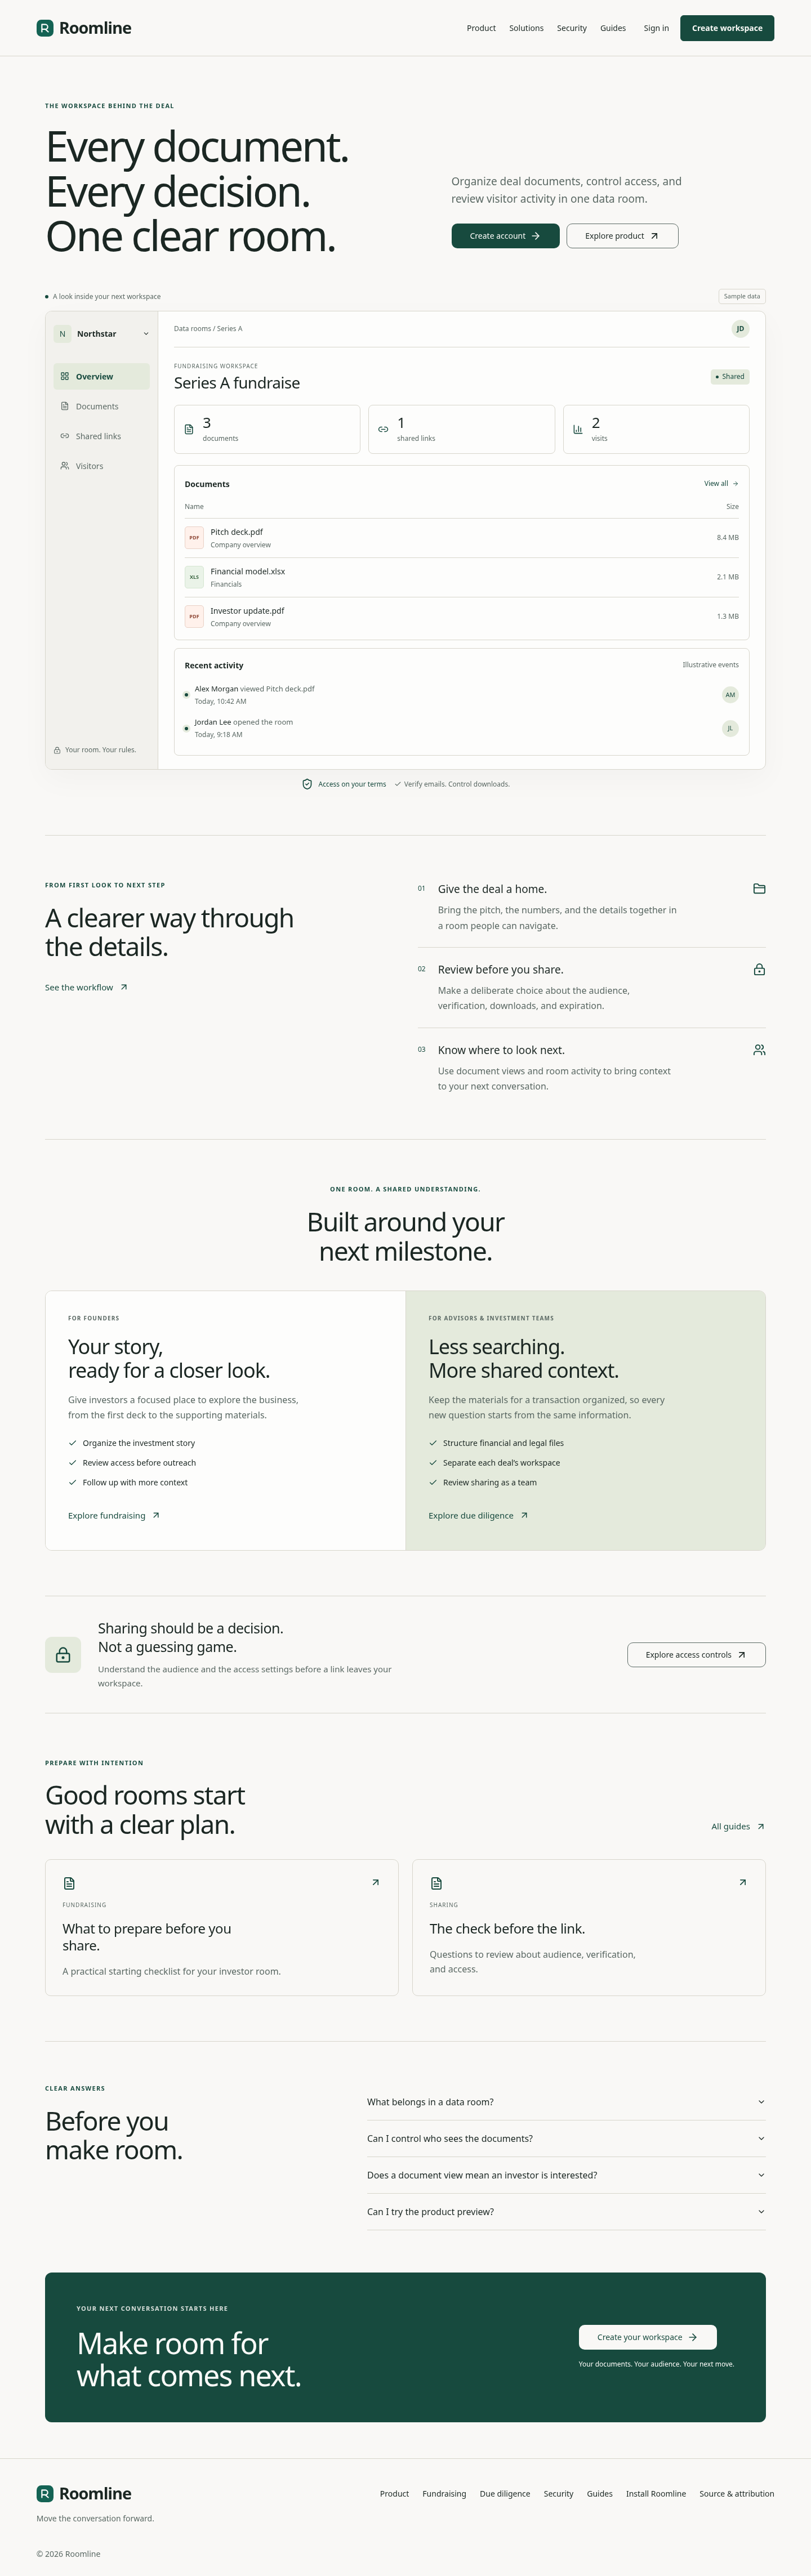 Roomline
Product Solutions Security Guides Sign in Create workspace
THE WORKSPACE BEHIND THE DEAL
Every document.
Every decision.
One clear room.
Organize deal documents, control access, and
review visitor activity in one data room.
Create account
Explore product
A look inside your next workspace
Sample data
N Northstar
Overview
Documents
Shared links
Visitors
Your room. Your rules.
Data rooms / Series A
JD
FUNDRAISING WORKSPACE
Series A fundraise
Shared
3
documents
1
shared links
2
visits
Documents
View all
Name
Size
PDF
Pitch deck.pdf
Company overview
8.4 MB
XLS
Financial model.xlsx
Financials
2.1 MB
PDF
Investor update.pdf
Company overview
1.3 MB
Recent activity
Illustrative events
Alex Morgan viewed Pitch deck.pdf
Today, 10:42 AM
AM
Jordan Lee opened the room
Today, 9:18 AM
JL
Access on your terms
Verify emails. Control downloads.
FROM FIRST LOOK TO NEXT STEP
A clearer way through
the details.
See the workflow
01
Give the deal a home.
Bring the pitch, the numbers, and the details together in
a room people can navigate.
02
Review before you share.
Make a deliberate choice about the audience,
verification, downloads, and expiration.
03
Know where to look next.
Use document views and room activity to bring context
to your next conversation.
ONE ROOM. A SHARED UNDERSTANDING.
Built around your
next milestone.
FOR FOUNDERS
Your story,
ready for a closer look.
Give investors a focused place to explore the business,
from the first deck to the supporting materials.
Organize the investment story
Review access before outreach
Follow up with more context
Explore fundraising
FOR ADVISORS & INVESTMENT TEAMS
Less searching.
More shared context.
Keep the materials for a transaction organized, so every
new question starts from the same information.
Structure financial and legal files
Separate each deal’s workspace
Review sharing as a team
Explore due diligence
Sharing should be a decision.
Not a guessing game.
Understand the audience and the access settings before a link leaves your
workspace.
Explore access controls
PREPARE WITH INTENTION
Good rooms start
with a clear plan.
All guides
FUNDRAISING
What to prepare before you
share.
A practical starting checklist for your investor room.
SHARING
The check before the link.
Questions to review about audience, verification,
and access.
CLEAR ANSWERS
Before you
make room.
What belongs in a data room?
Can I control who sees the documents?
Does a document view mean an investor is interested?
Can I try the product preview?
YOUR NEXT CONVERSATION STARTS HERE
Make room for
what comes next.
Create your workspace
Your documents. Your audience. Your next move.
Roomline
Move the conversation forward.
Product Fundraising Due diligence Security Guides Install Roomline Source & attribution
© 2026 Roomline